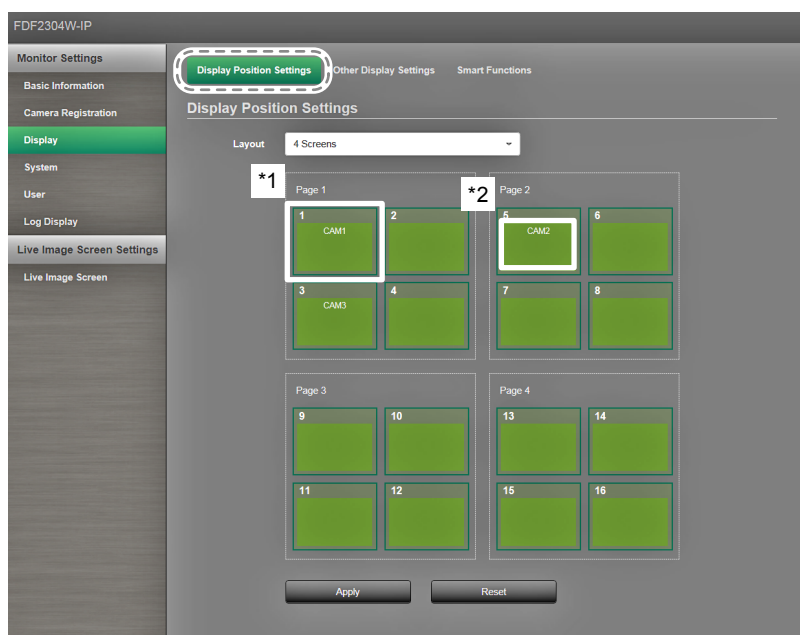 FDF2304W-IP
Monitor Settings
Basic Information
Camera Registration
Display
System
User
Log Display
Live Image Screen Settings
Live Image Screen
Display Position Settings
Other Display Settings
Smart Functions
Display Position Settings
Layout
4 Screens
*1
*2
Page 1
1
CAM1
2
3
CAM3
4
Page 2
5
CAM2
6
7
8
Page 3
9
10
11
12
Page 4
13
14
15
16
Apply
Reset